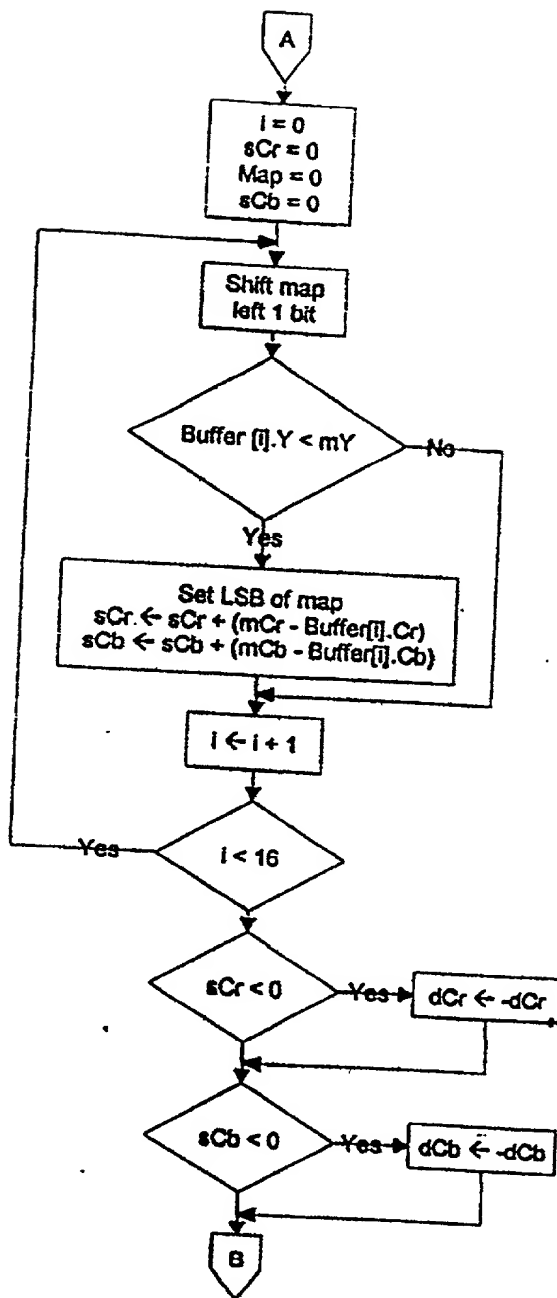 A
i = 0
sCr = 0
Map = 0
sCb = 0
Shift map
left 1 bit
Buffer [i].Y < mY
No
Yes
Set LSB of map
sCr ← sCr + (mCr - Buffer[i].Cr)
sCb ← sCb + (mCb - Buffer[i].Cb)
i ← i + 1
Yes
i < 16
sCr < 0
Yes
dCr ← -dCr
sCb < 0
Yes
dCb ← -dCb
B